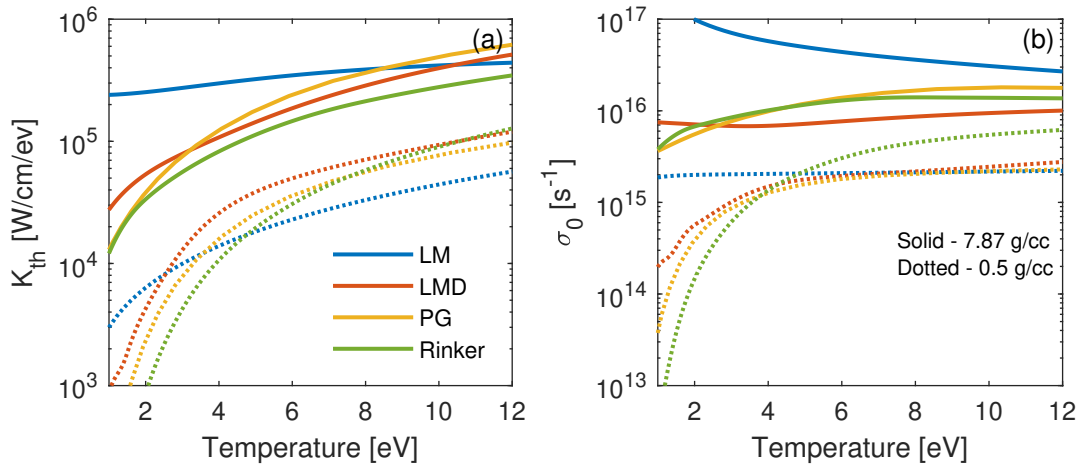 (a)
K_th [W/cm/ev]
10^6
10^5
10^4
10^3
LM
LMD
PG
Rinker
2 4 6 8 10 12
Temperature [eV]
(b)
σ_0 [s^-1]
10^17
10^16
10^15
10^14
10^13
Solid - 7.87 g/cc
Dotted - 0.5 g/cc
2 4 6 8 10 12
Temperature [eV]